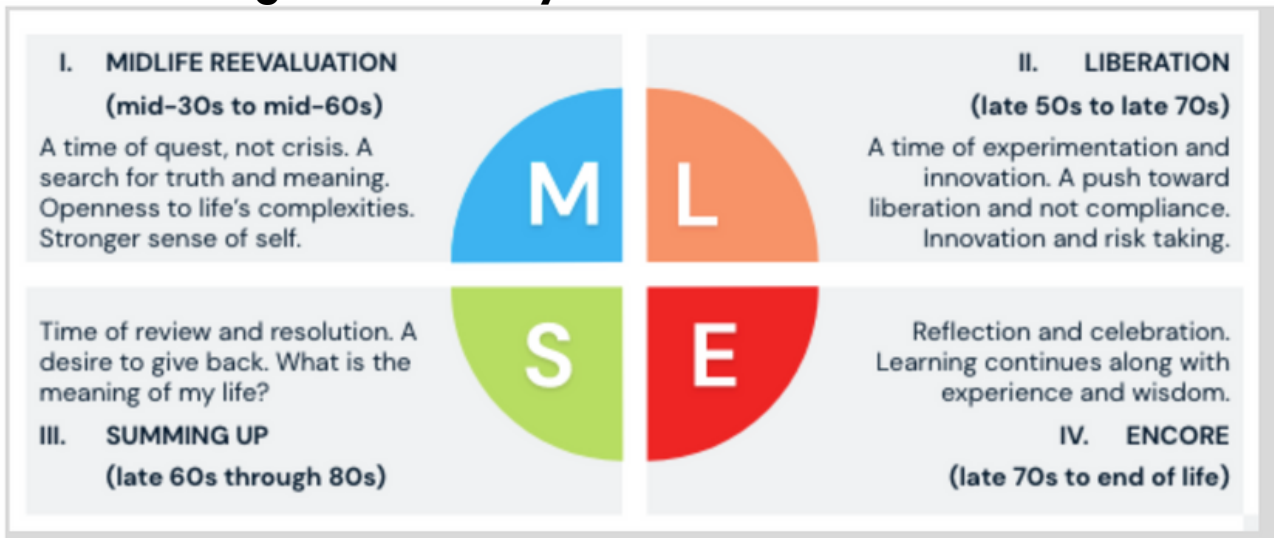 I. MIDLIFE REEVALUATION
(mid-30s to mid-60s)
A time of quest, not crisis. A
search for truth and meaning.
Openness to life's complexities.
Stronger sense of self.
M
L
II. LIBERATION
(late 50s to late 70s)
A time of experimentation and
innovation. A push toward
liberation and not compliance.
Innovation and risk taking.
Time of review and resolution. A
desire to give back. What is the
meaning of my life?
III. SUMMING UP
(late 60s through 80s)
S
E
Reflection and celebration.
Learning continues along with
experience and wisdom.
IV. ENCORE
(late 70s to end of life)